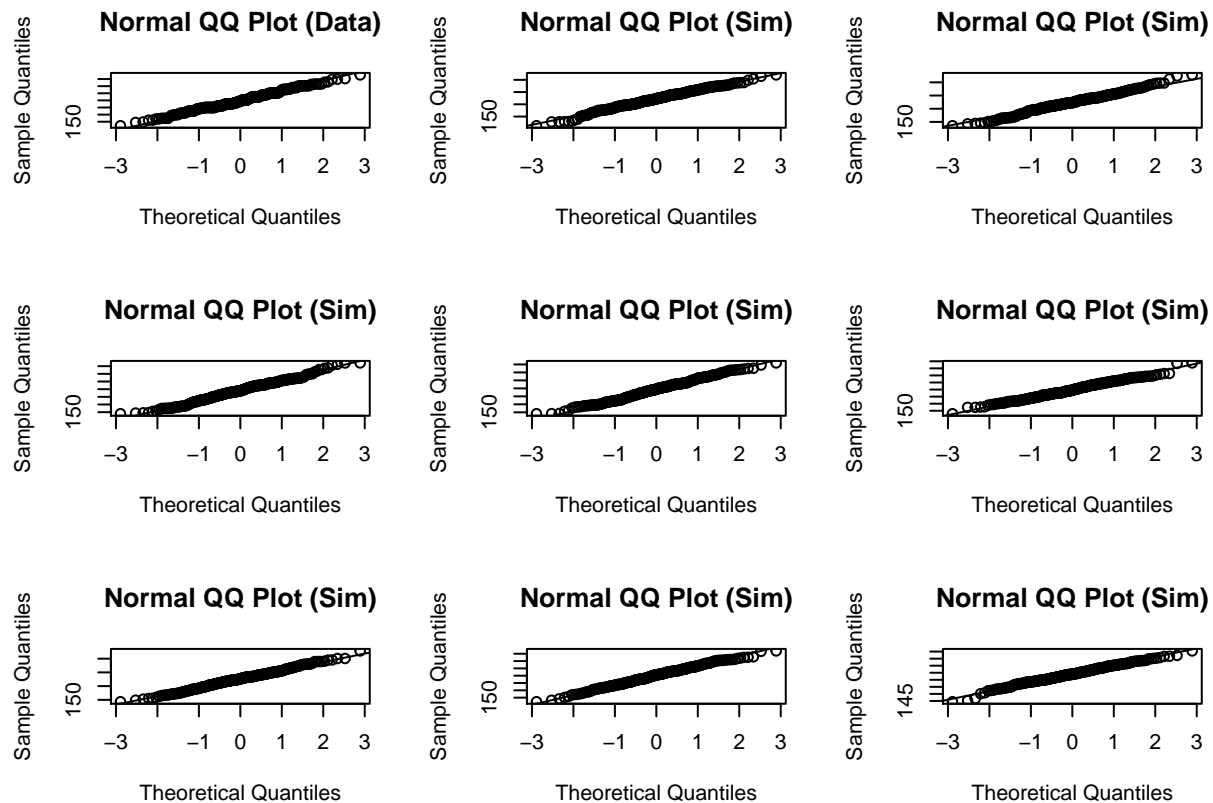 Normal QQ Plot (Data)
Sample Quantiles
150
−3 −1 0 1 2 3
Theoretical Quantiles
Normal QQ Plot (Sim)
Sample Quantiles
150
−3 −1 0 1 2 3
Theoretical Quantiles
Normal QQ Plot (Sim)
Sample Quantiles
150
−3 −1 0 1 2 3
Theoretical Quantiles
Normal QQ Plot (Sim)
Sample Quantiles
150
−3 −1 0 1 2 3
Theoretical Quantiles
Normal QQ Plot (Sim)
Sample Quantiles
150
−3 −1 0 1 2 3
Theoretical Quantiles
Normal QQ Plot (Sim)
Sample Quantiles
150
−3 −1 0 1 2 3
Theoretical Quantiles
Normal QQ Plot (Sim)
Sample Quantiles
150
−3 −1 0 1 2 3
Theoretical Quantiles
Normal QQ Plot (Sim)
Sample Quantiles
150
−3 −1 0 1 2 3
Theoretical Quantiles
Normal QQ Plot (Sim)
Sample Quantiles
145
−3 −1 0 1 2 3
Theoretical Quantiles